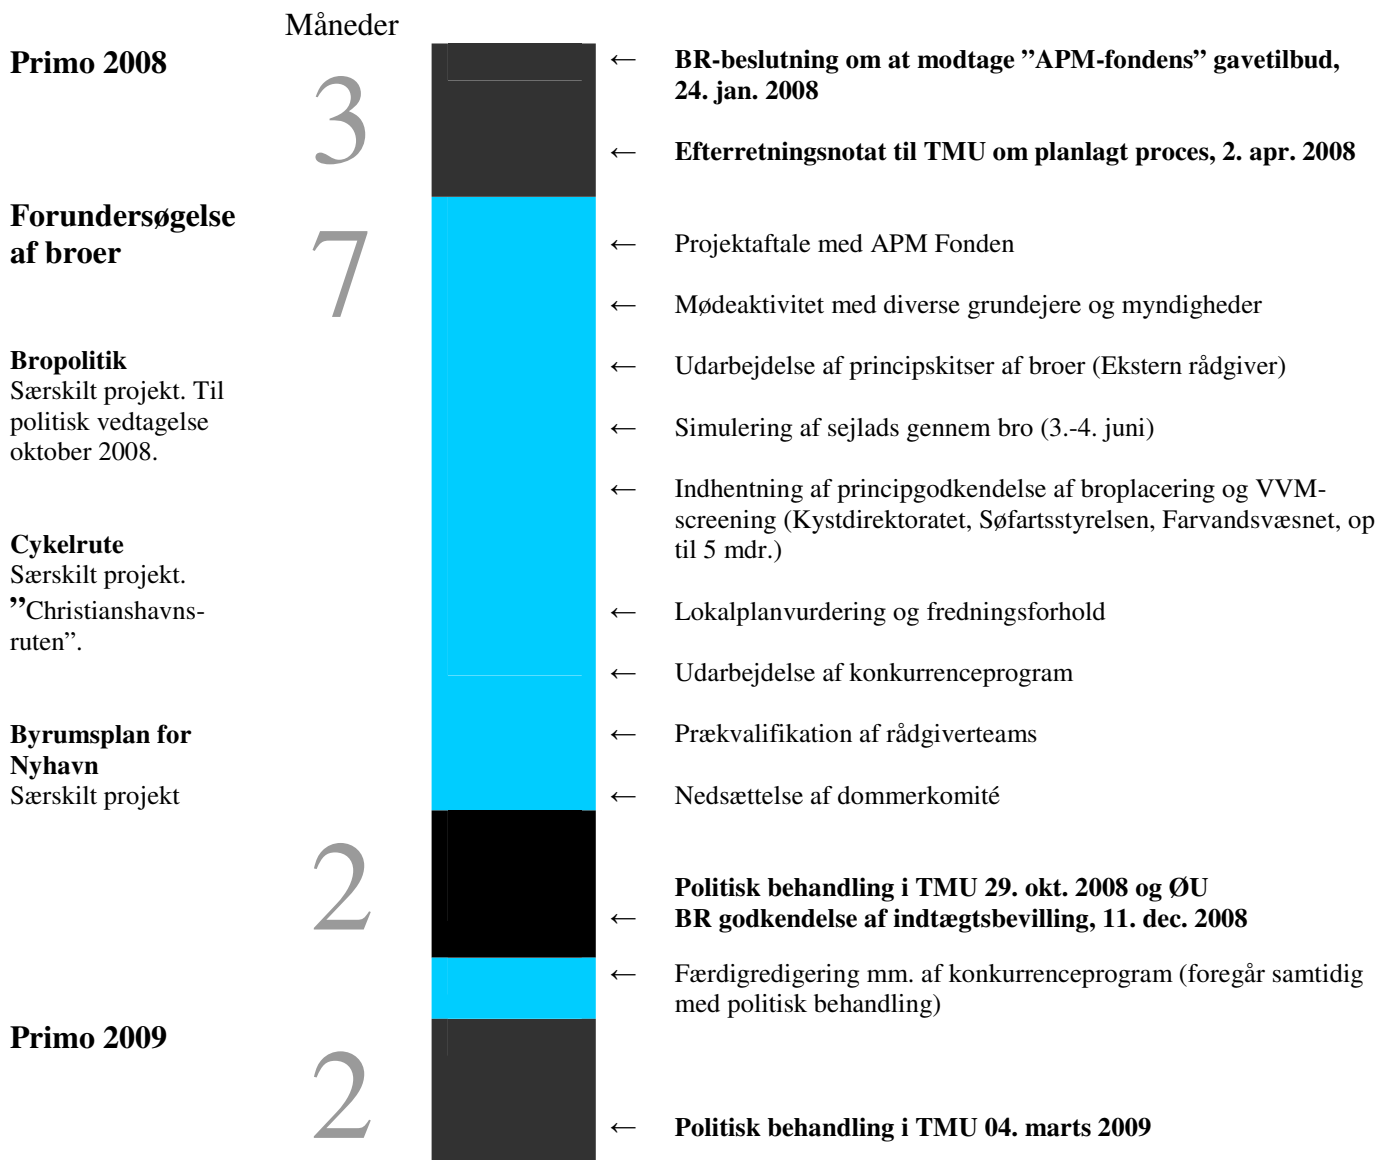 Måneder
Primo 2008
3
← BR-beslutning om at modtage ”APM-fondens” gavetilbud,
24. jan. 2008
← Efterretningsnotat til TMU om planlagt proces, 2. apr. 2008
Forundersøgelse
af broer
7
← Projektaftale med APM Fonden
← Mødeaktivitet med diverse grundejere og myndigheder
Bropolitik
Særskilt projekt. Til
politisk vedtagelse
oktober 2008.
← Udarbejdelse af principskitser af broer (Ekstern rådgiver)
← Simulering af sejlads gennem bro (3.-4. juni)
← Indhentning af principgodkendelse af broplacering og VVM-
screening (Kystdirektoratet, Søfartsstyrelsen, Farvandsvæsnet, op
til 5 mdr.)
Cykelrute
Særskilt projekt.
”Christianshavns-
ruten”.
← Lokalplanvurdering og fredningsforhold
← Udarbejdelse af konkurrenceprogram
Byrumsplan for
Nyhavn
Særskilt projekt
← Prækvalifikation af rådgiverteams
← Nedsættelse af dommerkomité
2
Politisk behandling i TMU 29. okt. 2008 og ØU
← BR godkendelse af indtægtsbevilling, 11. dec. 2008
← Færdigredigering mm. af konkurrenceprogram (foregår samtidig
med politisk behandling)
Primo 2009
2
← Politisk behandling i TMU 04. marts 2009